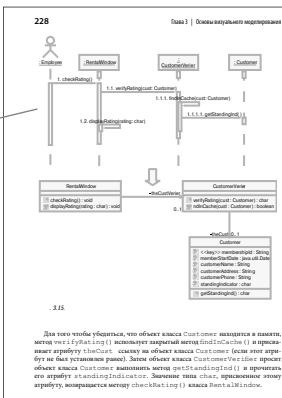 228
Глава 3 | Основы визуального моделирования
: Employee
: RentalWindow
:
CustomerVerier
: Customer
1. checkRating()
1.1. verifyRating(cust: Customer)
1.1.1. findInCache(cust: Customer)
1.1.1.1. getStandingInd()
1.2. displayRating(rating: char)
RentalWindow
checkRating() : void
displayRating(rating : char) : void
-theCustVerier
0..1
CustomerVerier
verifyRating(cust : Customer) : char
ndInCache(cust : Customer) : boolean
-theCust 0..1
Customer
<<key>> membershipId : String
memberStartDate : java.util.Date
customerName : String
customerAddress : String
customerPhone : String
standingIndicator : char
getStandingInd() : char
. 3.15.
Для того чтобы убедиться, что объект класса Customer находится в памяти,
метод verifyRating() использует закрытый метод findInCache() и присва-
ивает атрибуту theCust ссылку на объект класса Customer (если этот атри-
бут не был установлен ранее). Затем объект класса CustomerVerifier просит
объект класса Customer выполнить метод getStandingInd() и прочитать
его атрибут standingIndicator. Значение типа char, присвоенное этому
атрибуту, возвращается методу checkRating() класса RentalWindow.